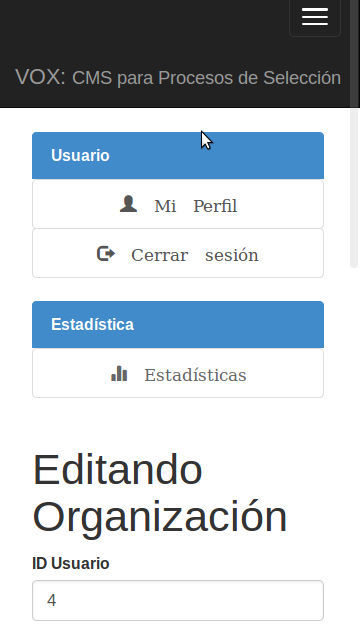 VOX: CMS para Procesos de Selección
Usuario
Mi Perfil
Cerrar sesión
Estadística
Estadísticas
Editando
Organización
ID Usuario
4